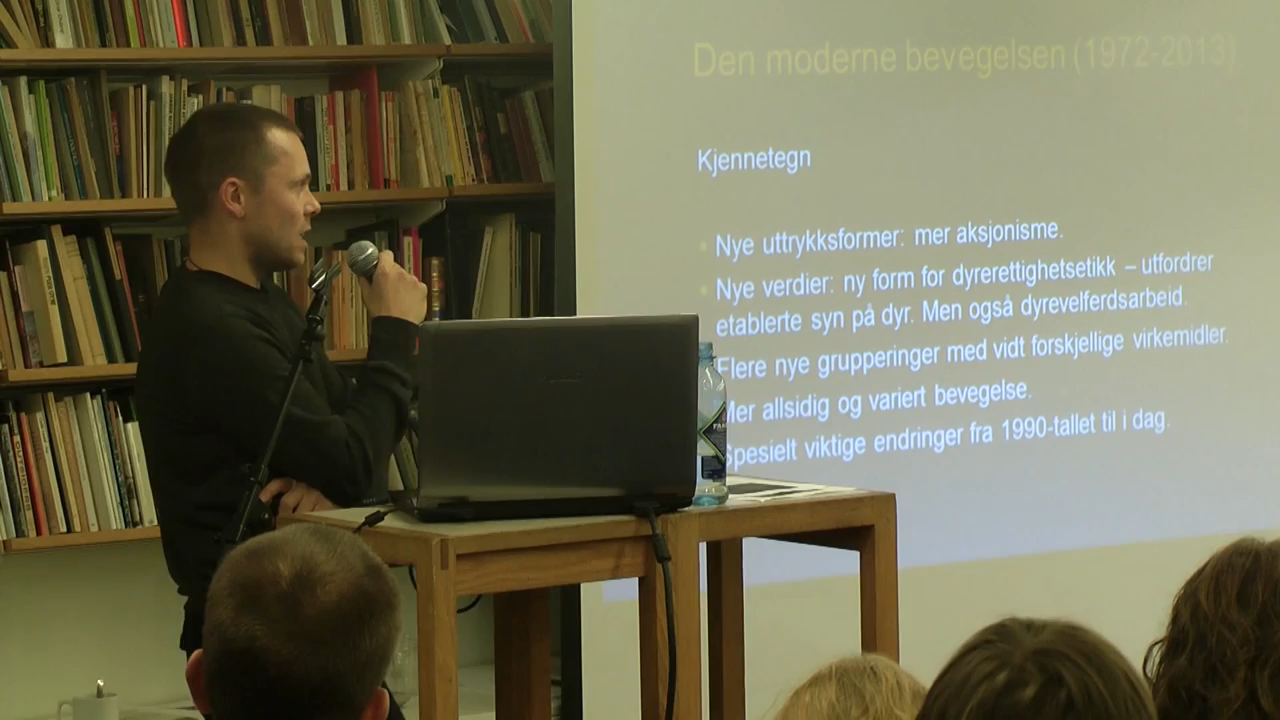 Den moderne bevegelsen (1972-2013)
Kjennetegn
Nye uttrykksformer: mer aksjonisme.
Nye verdier: ny form for dyrerettighetsetikk – utfordrer
etablerte syn på dyr. Men også dyrevelferdsarbeid.
Flere nye grupperinger med vidt forskjellige virkemidler.
Mer allsidig og variert bevegelse.
Spesielt viktige endringer fra 1990-tallet til i dag.